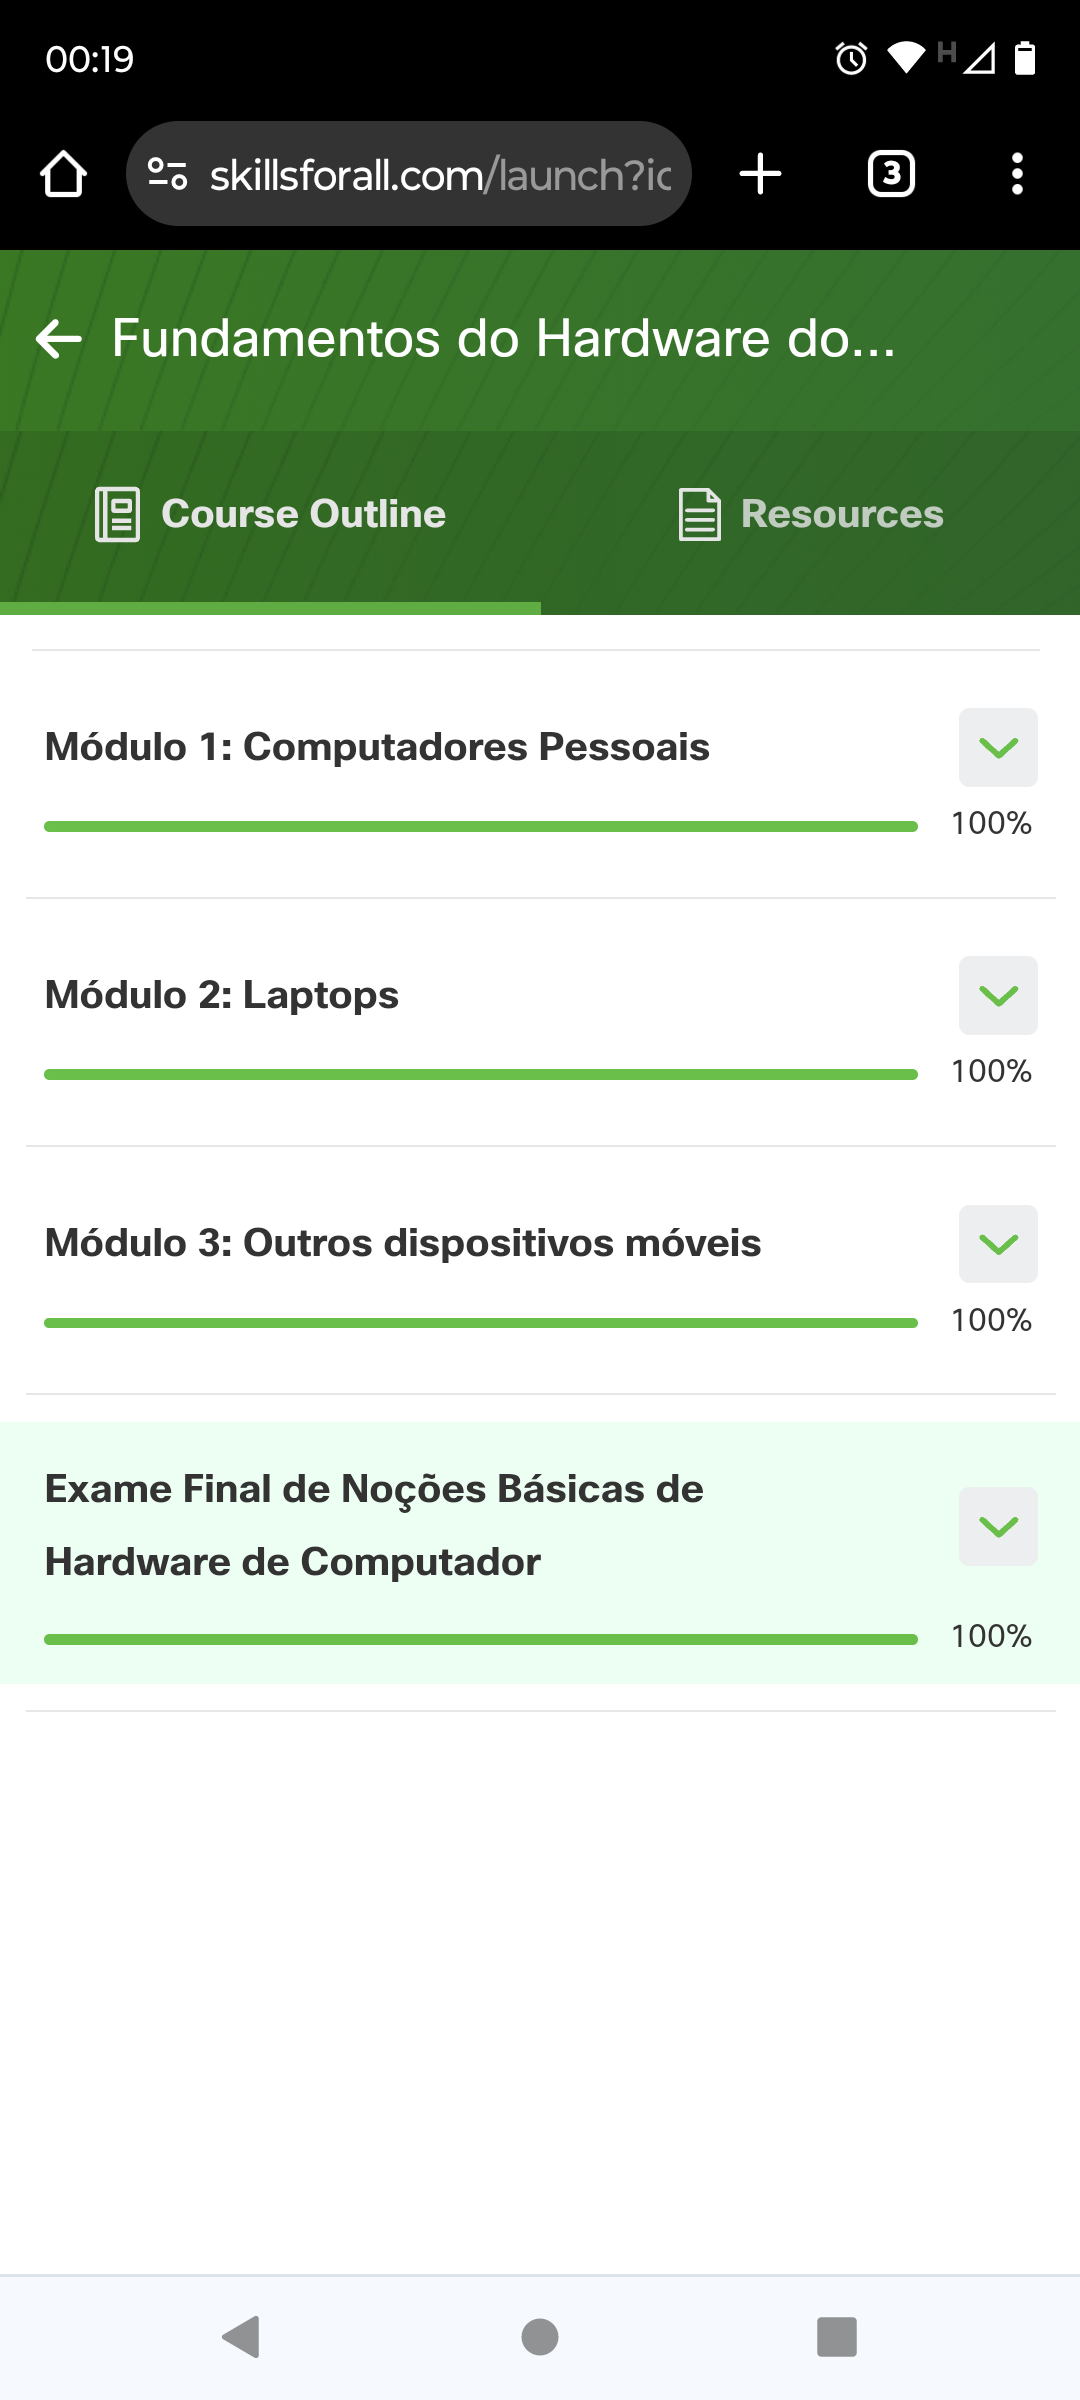 00:19
H
skillsforall.com/launch?ic
3
Fundamentos do Hardware do...
Course Outline
Resources
Módulo 1: Computadores Pessoais
100%
Módulo 2: Laptops
100%
Módulo 3: Outros dispositivos móveis
100%
Exame Final de Noções Básicas de
Hardware de Computador
100%